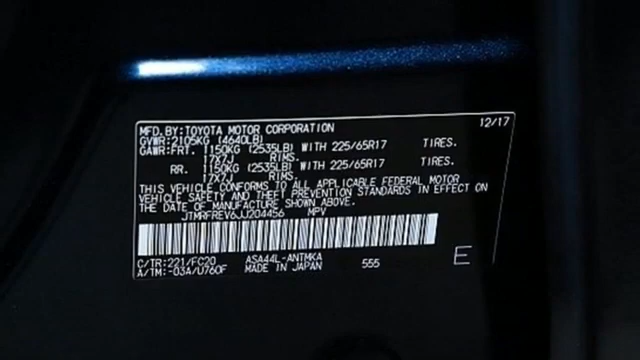 MFD.BY:TOYOTA MOTOR CORPORATION 12/17
GVWR:2105KG (4640LB)
GAWR:FRT. 1150KG (2535LB) WITH 225/65R17 TIRES.
17X7J RIMS.
RR. 1150KG (2535LB) WITH 225/65R17 TIRES.
17X7J RIMS.
THIS VEHICLE CONFORMS TO ALL APPLICABLE FEDERAL MOTOR
VEHICLE SAFETY AND THEFT PREVENTION STANDARDS IN EFFECT ON
THE DATE OF MANUFACTURE SHOWN ABOVE.
JTMRFREV6JJ204456 MPV
C/TR:221/FC20 ASA44L-ANTMKA
A/TM:-03A/U760F MADE IN JAPAN 555 E